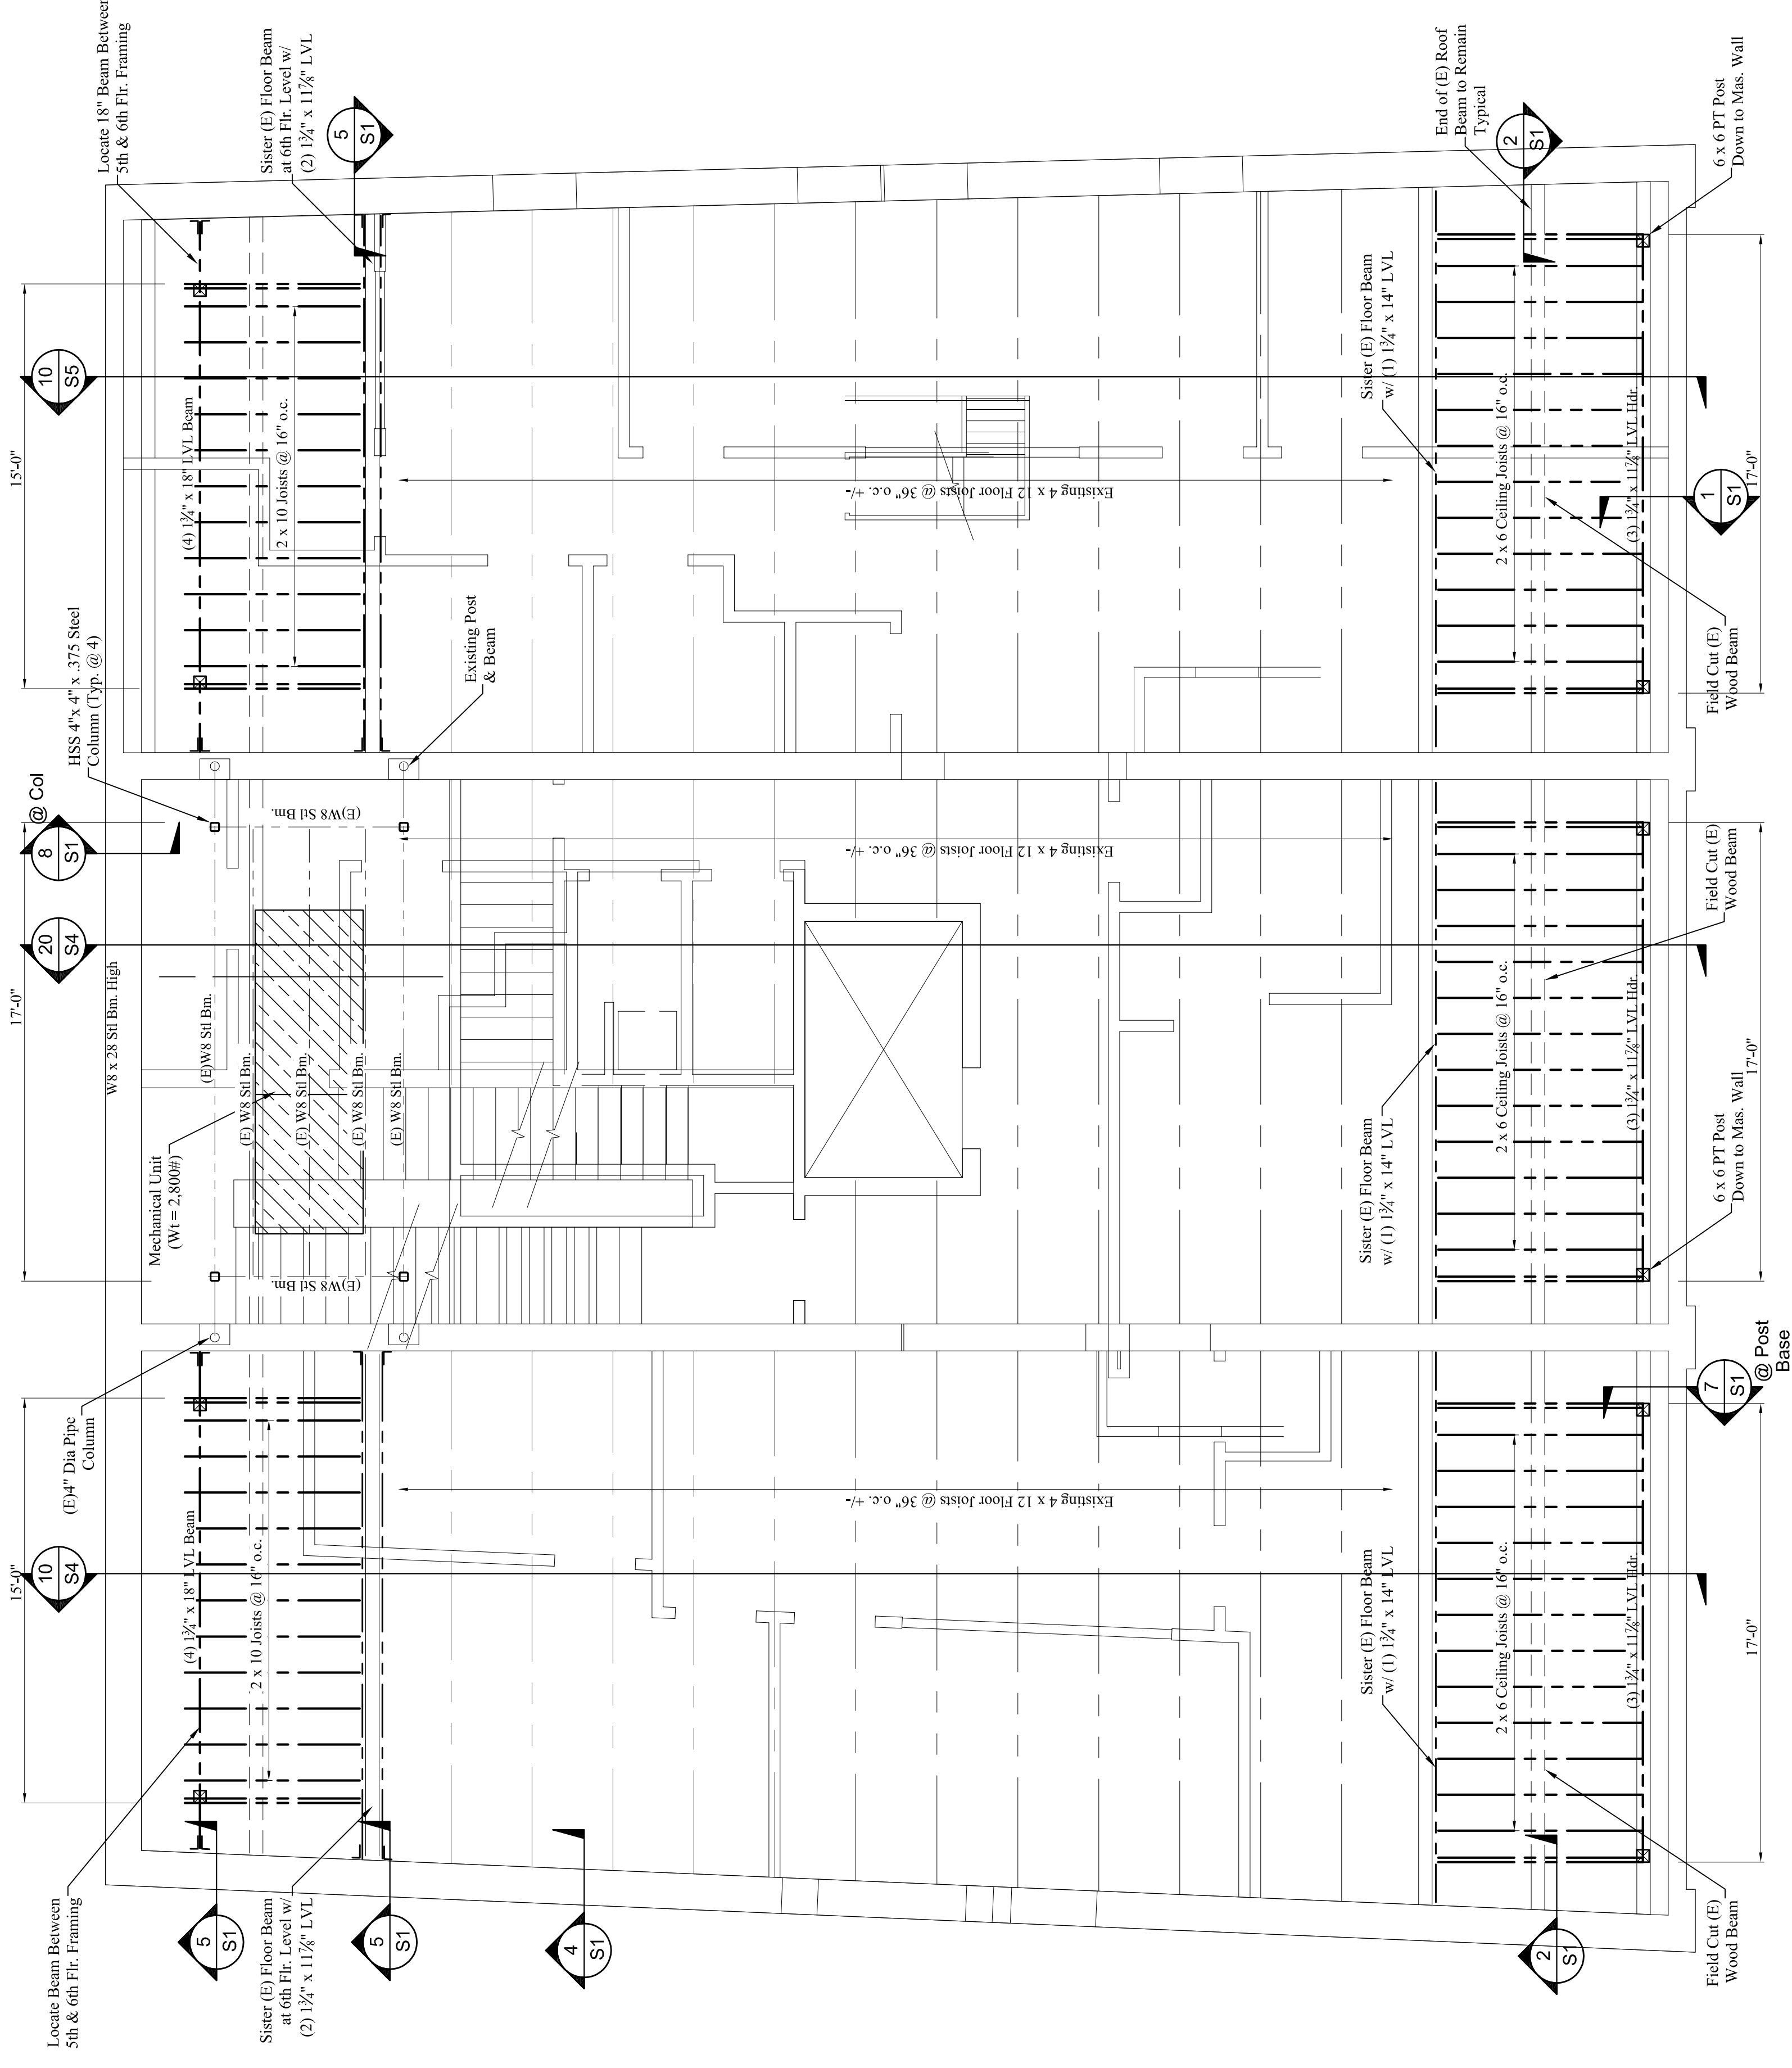 Locate 18" Beam Between
5th & 6th Flr. Framing
Sister (E) Floor Beam
at 6th Flr. Level w/
(2) 1¾" x 11⅞" LVL
5
S1
End of (E) Roof
Beam to Remain
Typical
2
S1
6 x 6 PT Post
Down to Mas. Wall
15'-0"
10
S5
(4) 1¾" x 18" LVL Beam
2 x 10 Joists @ 16" o.c.
Existing 4 x 12 Floor Joists @ 36" o.c. +/-
Sister (E) Floor Beam
w/ (1) 1¾" x 14" LVL
2 x 6 Ceiling Joists @ 16" o.c.
(3) 1¾" x 11⅞" LVL Hdr.
1
S1
17'-0"
Field Cut (E)
Wood Beam
HSS 4"x 4" x .375 Steel
Column (Typ. @ 4)
Existing Post
& Beam
8
S1
@ Col
20
S4
17'-0"
W8 x 28 Stl Bm. High
(E)W8 Stl Bm.
(E)W8 Stl Bm.
(E) W8 Stl Bm.
(E) W8 Stl Bm.
(E) W8 Stl Bm.
(E) W8 Stl Bm.
(E)W8 Stl Bm.
Mechanical Unit
(Wt = 2,800#)
Existing 4 x 12 Floor Joists @ 36" o.c. +/-
Sister (E) Floor Beam
w/ (1) 1¾" x 14" LVL
2 x 6 Ceiling Joists @ 16" o.c.
(3) 1¾" x 11⅞" LVL Hdr.
Field Cut (E)
Wood Beam
17'-0"
6 x 6 PT Post
Down to Mas. Wall
(E)4" Dia Pipe
Column
15'-0"
10
S4
(4) 1¾" x 18" LVL Beam
2 x 10 Joists @ 16" o.c.
Existing 4 x 12 Floor Joists @ 36" o.c. +/-
Sister (E) Floor Beam
w/ (1) 1¾" x 14" LVL
2 x 6 Ceiling Joists @ 16" o.c.
(3) 1¾" x 11⅞" LVL Hdr.
7
S1
@ Post
Base
17'-0"
Locate Beam Between
5th & 6th Flr. Framing
5
S1
Sister (E) Floor Beam
at 6th Flr. Level w/
(2) 1¾" x 11⅞" LVL
5
S1
4
S1
2
S1
Field Cut (E)
Wood Beam